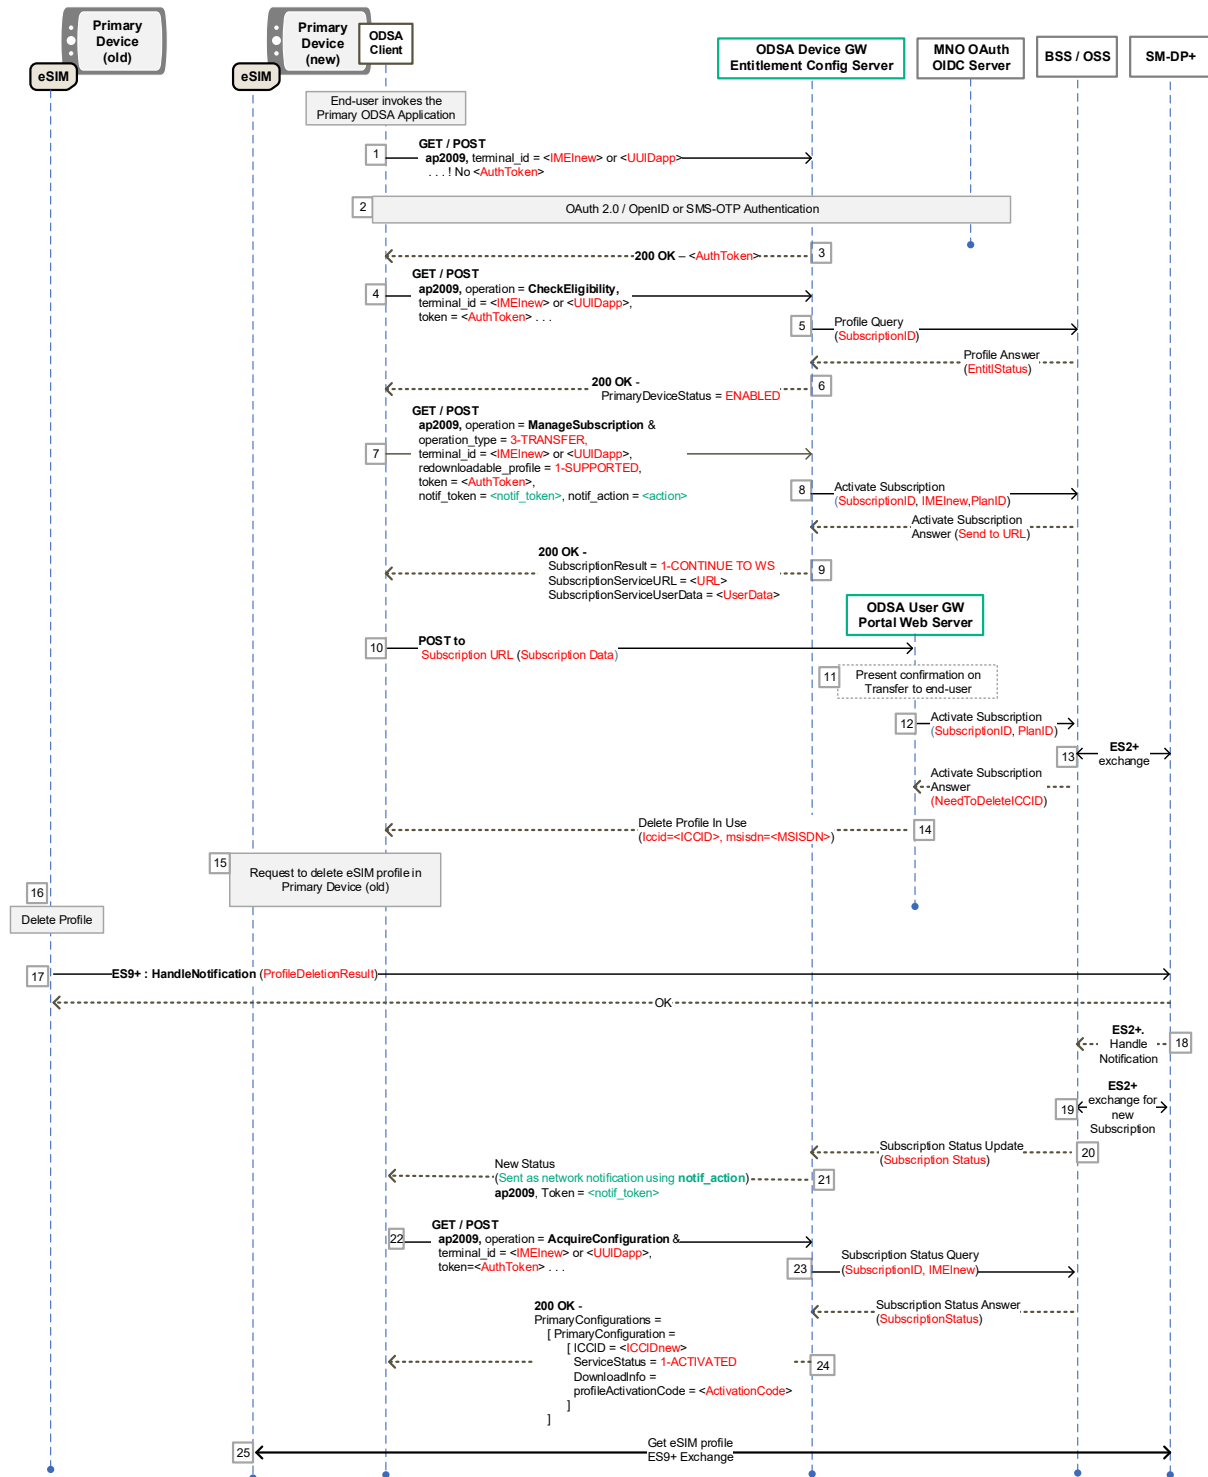 Primary
Device
(old)
eSIM
Primary
Device
(new)
eSIM
ODSA
Client
ODSA Device GW
Entitlement Config Server
MNO OAuth
OIDC Server
BSS / OSS
SM-DP+
End-user invokes the
Primary ODSA Application
1
GET / POST
ap2009, terminal_id = <IMEInew> or <UUIDapp>
. . . ! No <AuthToken>
2
OAuth 2.0 / OpenID or SMS-OTP Authentication
200 OK – <AuthToken>
3
4
GET / POST
ap2009, operation = CheckEligibility,
terminal_id = <IMEInew> or <UUIDapp>,
token = <AuthToken> . . .
5
Profile Query
(SubscriptionID)
Profile Answer
(EntitlStatus)
6
200 OK -
PrimaryDeviceStatus = ENABLED
7
GET / POST
ap2009, operation = ManageSubscription &
operation_type = 3-TRANSFER,
terminal_id = <IMEInew> or <UUIDapp>,
redownloadable_profile = 1-SUPPORTED,
token = <AuthToken>,
notif_token = <notif_token>, notif_action = <action>
8
Activate Subscription
(SubscriptionID, IMEInew,PlanID)
Activate Subscription
Answer (Send to URL)
200 OK -
SubscriptionResult = 1-CONTINUE TO WS
SubscriptionServiceURL = <URL>
SubscriptionServiceUserData = <UserData>
9
ODSA User GW
Portal Web Server
10
POST to
Subscription URL (Subscription Data)
11
Present confirmation on
Transfer to end-user
12
Activate Subscription
(SubscriptionID, PlanID)
13
ES2+
exchange
Activate Subscription
Answer
(NeedToDeleteICCID)
Delete Profile In Use
(Iccid=<ICCID>, msisdn=<MSISDN>)
14
15
Request to delete eSIM profile in
Primary Device (old)
16
Delete Profile
17
ES9+ : HandleNotification (ProfileDeletionResult)
OK
ES2+.
Handle
Notification
18
19
ES2+
exchange for
new
Subscription
Subscription Status Update
(Subscription Status)
20
New Status
(Sent as network notification using notif_action)
ap2009, Token = <notif_token>
21
22
GET / POST
ap2009, operation = AcquireConfiguration &
terminal_id = <IMEInew> or <UUIDapp>,
token=<AuthToken> . . .
23
Subscription Status Query
(SubscriptionID, IMEInew)
Subscription Status Answer
(SubscriptionStatus)
200 OK -
PrimaryConfigurations =
[ PrimaryConfiguration =
[ ICCID = <ICCIDnew>
ServiceStatus = 1-ACTIVATED
DownloadInfo =
profileActivationCode = <ActivationCode>
]
]
24
25
Get eSIM profile
ES9+ Exchange